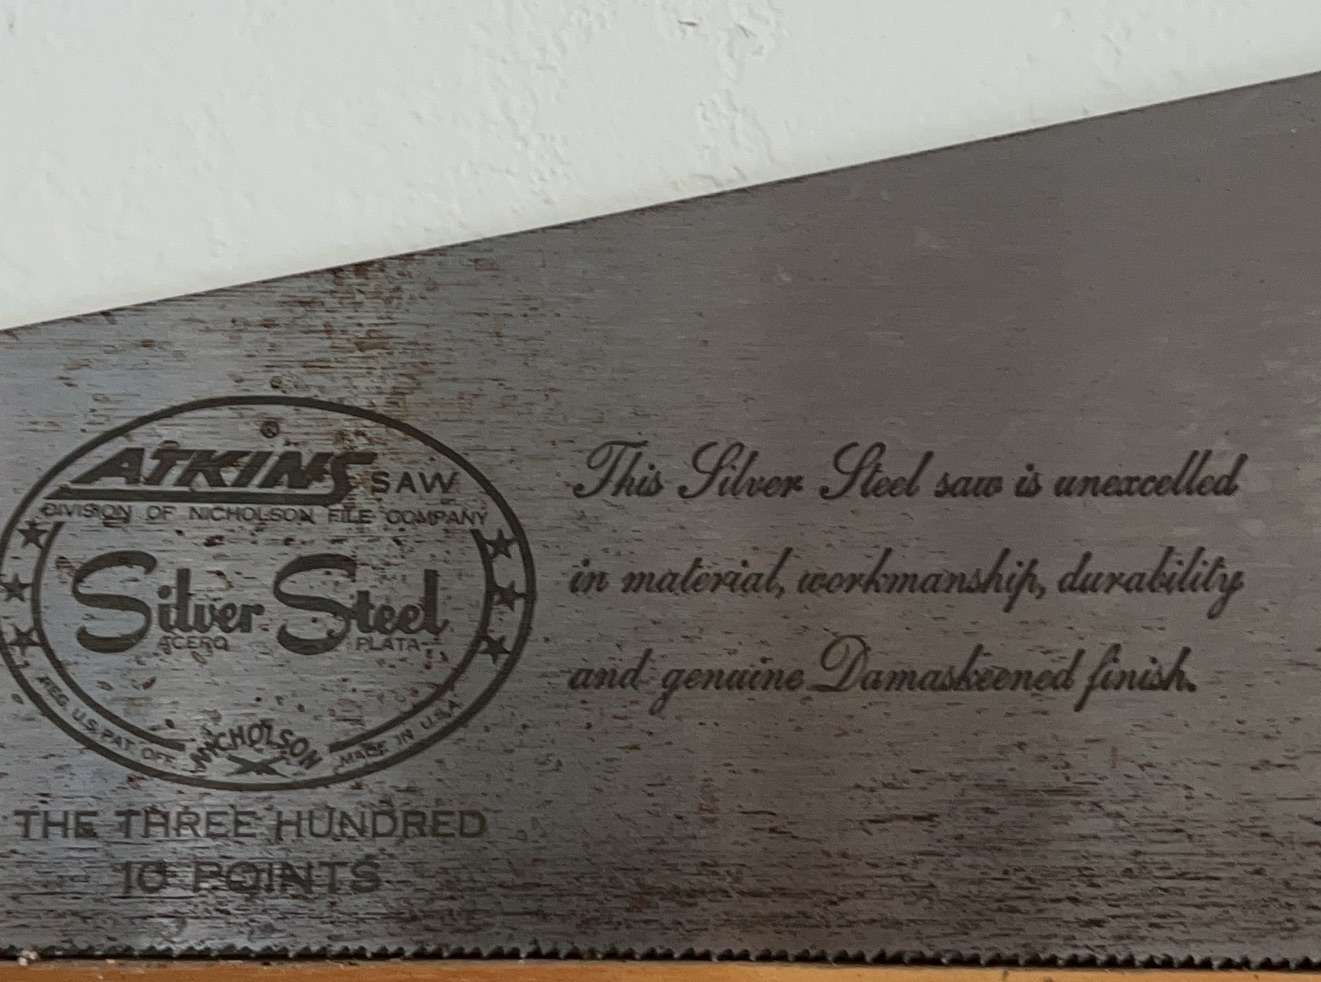 ®
ATKINS SAW
DIVISION OF NICHOLSON FILE COMPANY
Silver Steel
ACERO PLATA
REG. U.S. PAT. OFF. NICHOLSON MADE IN U.S.A.
THE THREE HUNDRED
10 POINTS
This Silver Steel saw is unexcelled
in material, workmanship, durability
and genuine Damaskeened finish.